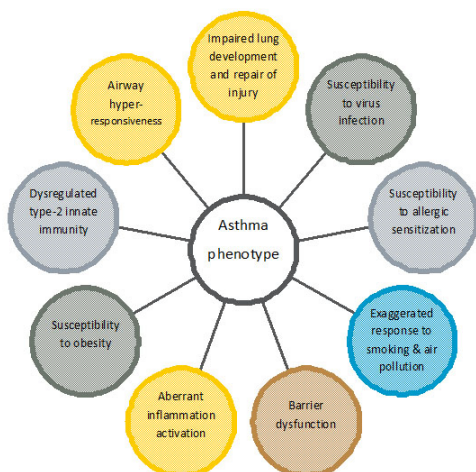 Impaired lung
development
and repair of
injury
Susceptibility
to virus
infection
Susceptibility
to allergic
sensitization
Exaggerated
response to
smoking & air
pollution
Barrier
dysfunction
Aberrant
inflammation
activation
Susceptibility
to obesity
Dysregulated
type-2 innate
immunity
Airway
hyper-
responsiveness
Asthma
phenotype